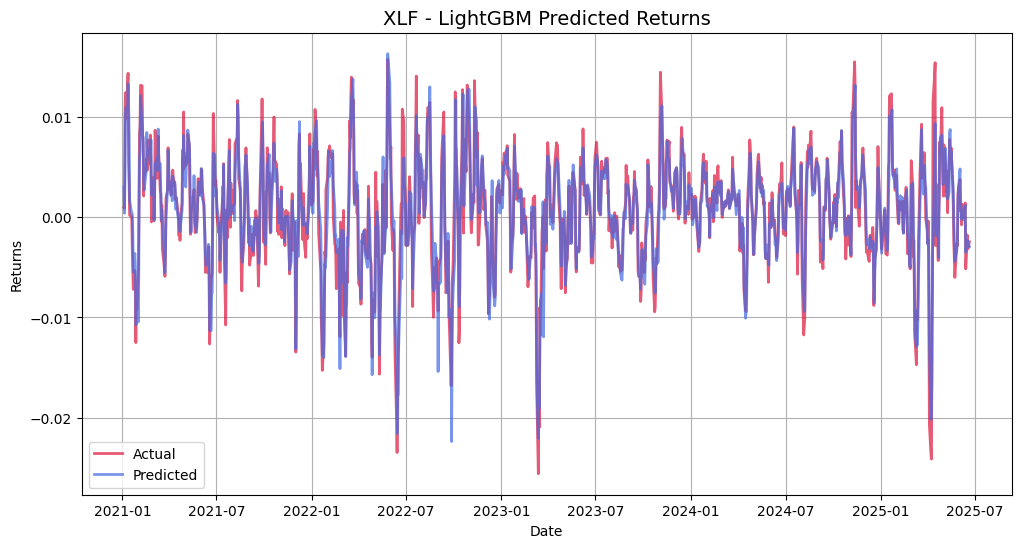 XLF - LightGBM Predicted Returns
0.01
0.00
−0.01
−0.02
Returns
Actual
Predicted
2021-01 2021-07 2022-01 2022-07 2023-01 2023-07 2024-01 2024-07 2025-01 2025-07
Date